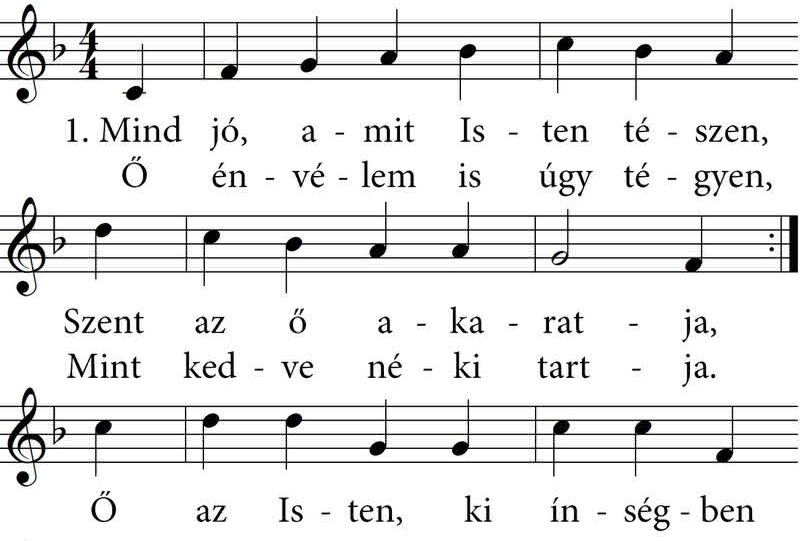 4
4
1. Mind jó, a - mit Is - ten té - szen,
Ő én - vé - lem is úgy té - gyen,
Szent az ő a - ka - rat - ja,
Mint ked - ve né - ki tart - ja.
Ő az Is - ten, ki ín - ség - ben